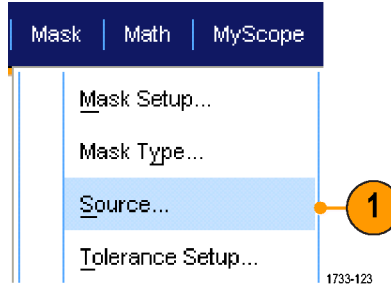 Mask Math MyScope
Mask Setup...
Mask Type...
Source...
1
Tolerance Setup...
1733-123